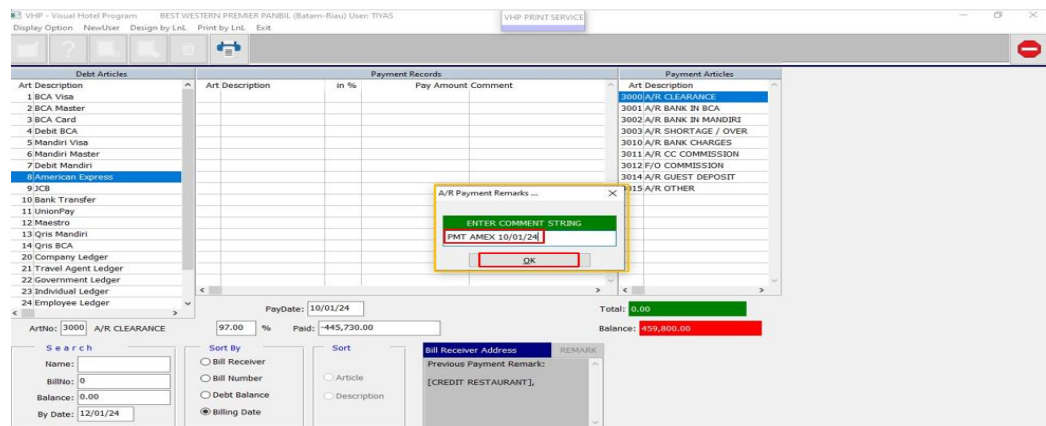 VHP - Visual Hotel Program BEST WESTERN PREMIER PANBIL (Batam-Riau) User: TIYAS
VHP PRINT SERVICE
Display Option NewUser Design by LnL Print by LnL Exit
Debt Articles Payment Records Payment Articles
Art Description Art Description in % Pay Amount Comment Art Description
1 BCA Visa 3000 A/R CLEARANCE
2 BCA Master 3001 A/R BANK IN BCA
3 BCA Card 3002 A/R BANK IN MANDIRI
4 Debit BCA 3003 A/R SHORTAGE / OVER
5 Mandiri Visa 3010 A/R BANK CHARGES
6 Mandiri Master 3011 A/R CC COMMISSION
7 Debit Mandiri 3012 F/O COMMISSION
8 American Express 3014 A/R GUEST DEPOSIT
9 JCB A/R Payment Remarks ... 3015 A/R OTHER
10 Bank Transfer
11 UnionPay
12 Maestro ENTER COMMENT STRING
13 Qris Mandiri PMT AMEX 10/01/24
14 Qris BCA
20 Company Ledger OK
21 Travel Agent Ledger
22 Government Ledger
23 Individual Ledger
24 Employee Ledger
PayDate: 10/01/24 Total: 0.00
ArtNo: 3000 A/R CLEARANCE 97.00 % Paid: -445,730.00 Balance: 459,800.00
Search Sort By Sort Bill Receiver Address REMARK
Name: Bill Receiver Previous Payment Remark:
BillNo: 0 Bill Number Article [CREDIT RESTAURANT],
Balance: 0.00 Debt Balance Description
By Date: 12/01/24 Billing Date